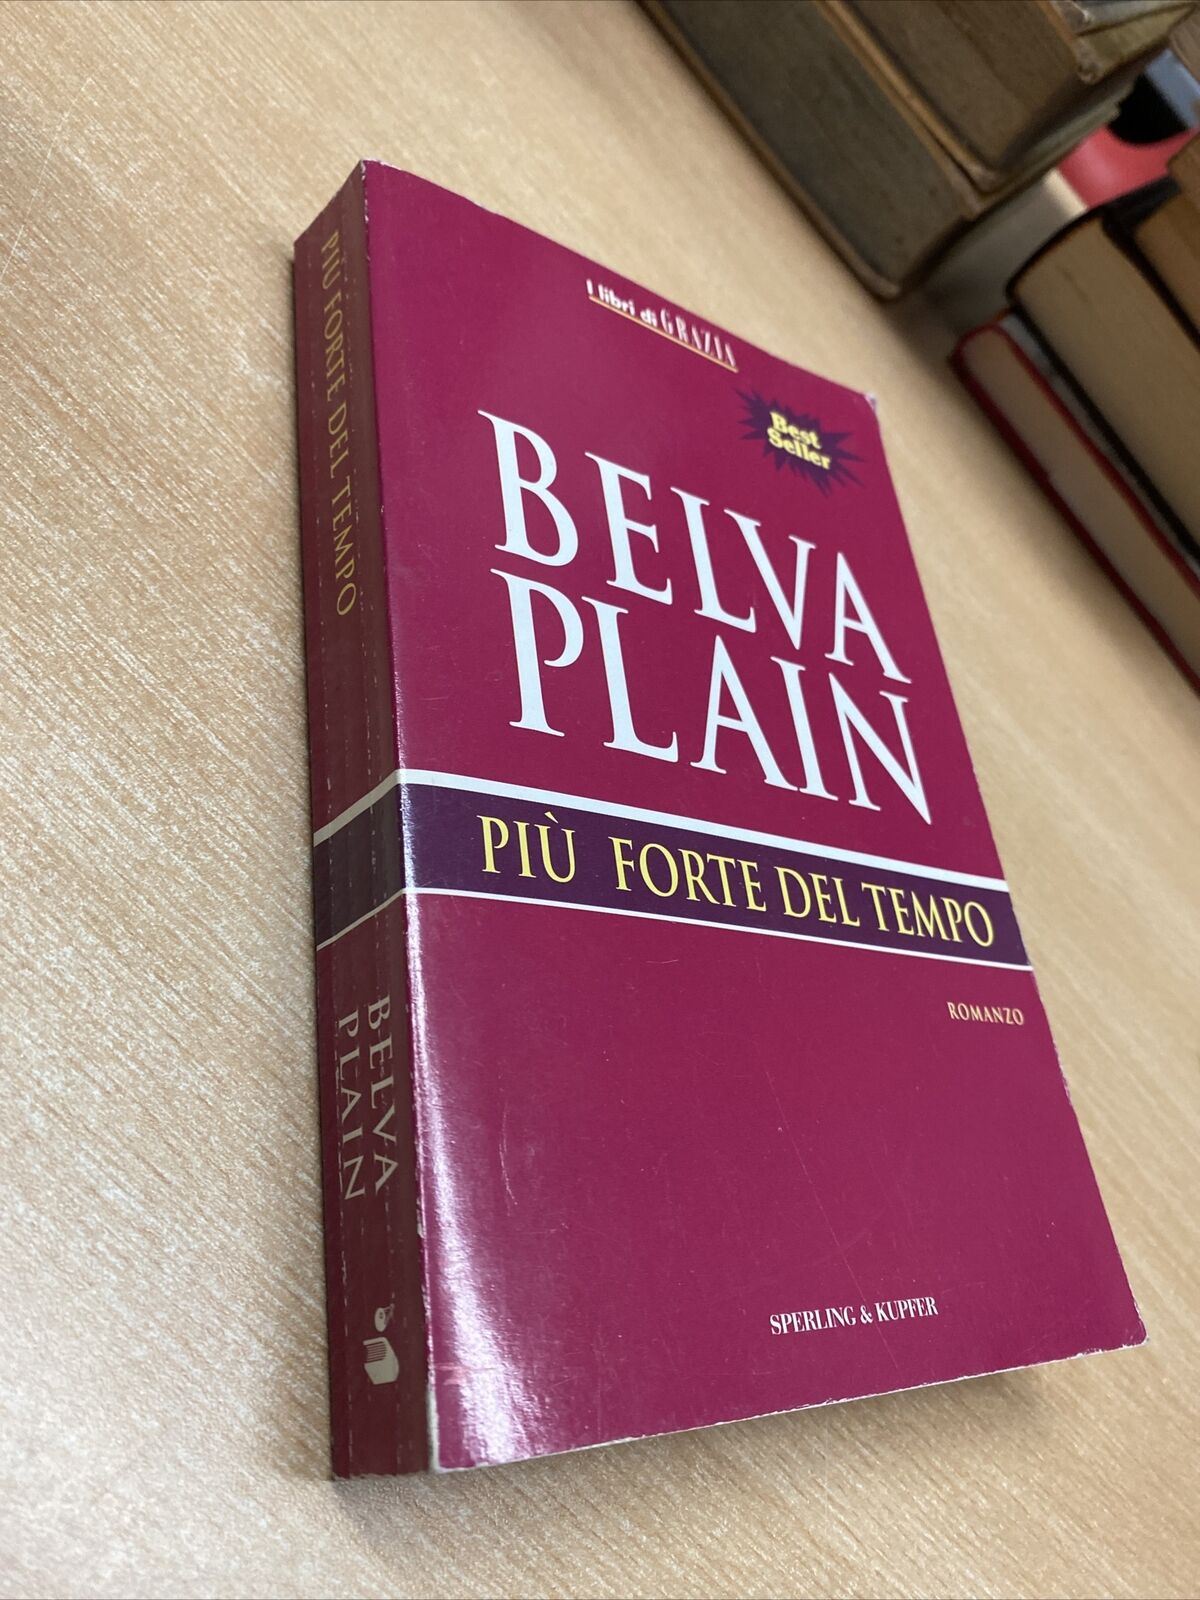 I libri di GRAZIA
Best
Seller
BELVA
PLAIN
PIÙ FORTE DEL TEMPO
ROMANZO
SPERLING & KUPFER
PIÙ FORTE DEL TEMPO
BELVA
PLAIN